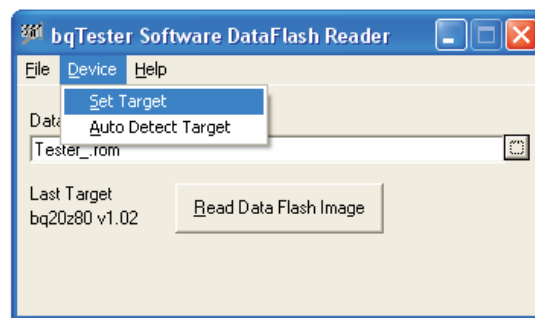 bqTester Software DataFlash Reader
File Device Help
Set Target
Data
Auto Detect Target
Tester_.rom
Last Target
bq20z80 v1.02
Read Data Flash Image